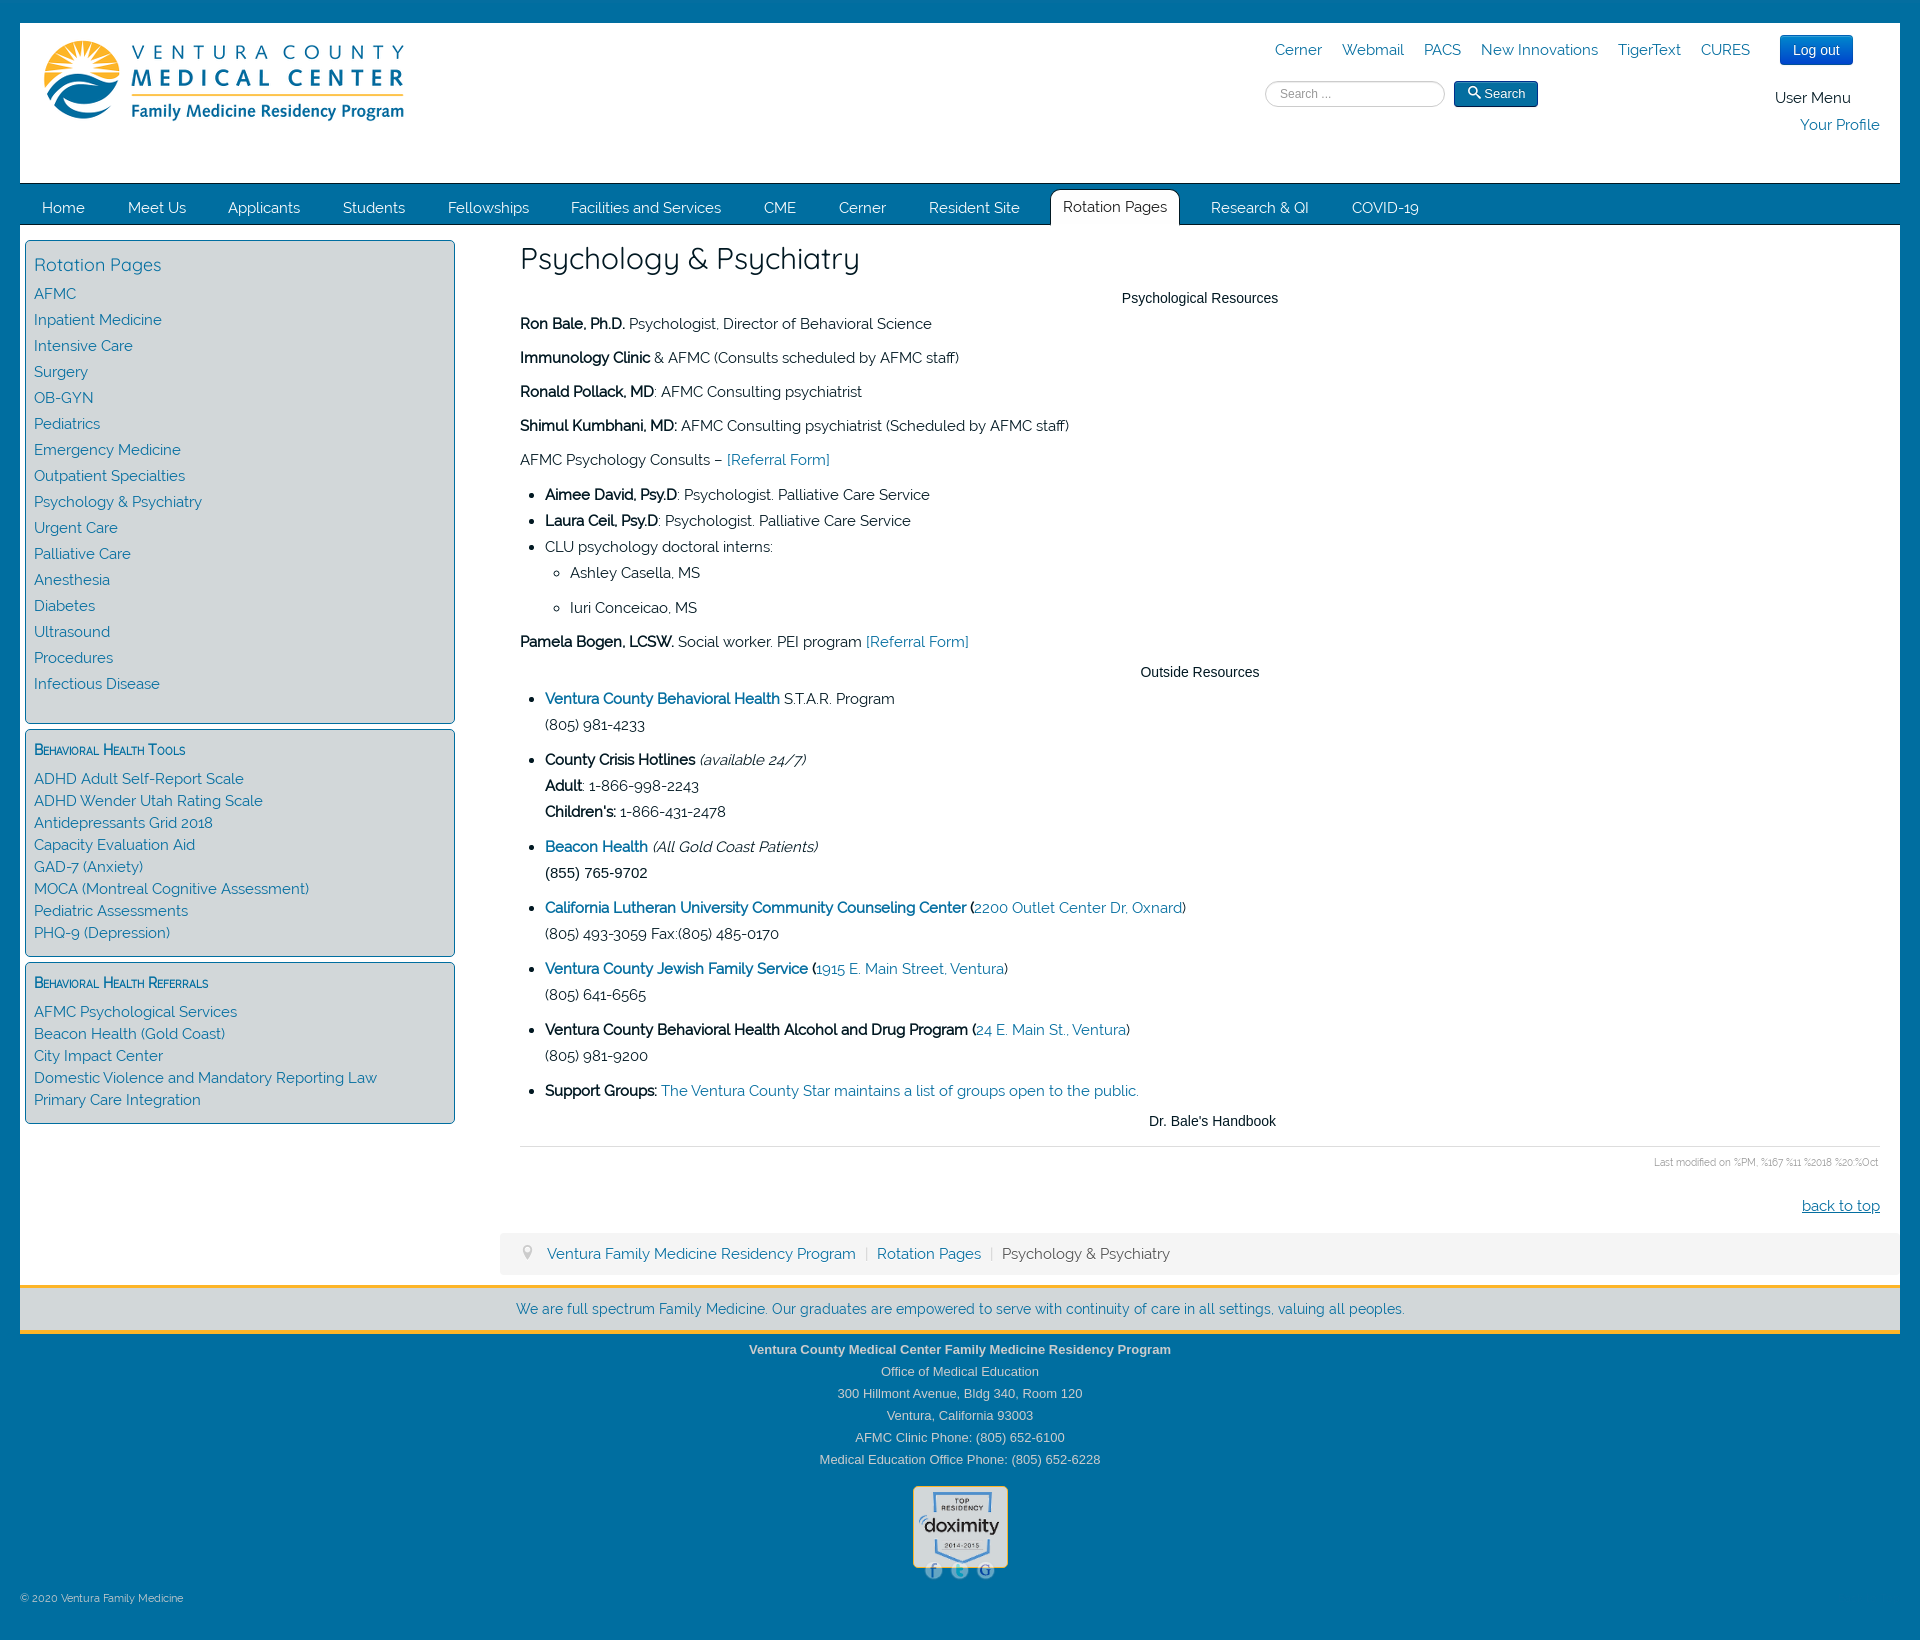 VENTURA COUNTY
MEDICAL CENTER
Family Medicine Residency Program
Cerner Webmail PACS New Innovations TigerText CURES Log out
Search ... Search
User Menu
Your Profile
Home Meet Us Applicants Students Fellowships Facilities and Services CME Cerner Resident Site Rotation Pages Research & QI COVID-19
Rotation Pages
AFMC
Inpatient Medicine
Intensive Care
Surgery
OB-GYN
Pediatrics
Emergency Medicine
Outpatient Specialties
Psychology & Psychiatry
Urgent Care
Palliative Care
Anesthesia
Diabetes
Ultrasound
Procedures
Infectious Disease
Behavioral Health Tools
ADHD Adult Self-Report Scale
ADHD Wender Utah Rating Scale
Antidepressants Grid 2018
Capacity Evaluation Aid
GAD-7 (Anxiety)
MOCA (Montreal Cognitive Assessment)
Pediatric Assessments
PHQ-9 (Depression)
Behavioral Health Referrals
AFMC Psychological Services
Beacon Health (Gold Coast)
City Impact Center
Domestic Violence and Mandatory Reporting Law
Primary Care Integration
Psychology & Psychiatry
Psychological Resources
Ron Bale, Ph.D. Psychologist, Director of Behavioral Science
Immunology Clinic & AFMC (Consults scheduled by AFMC staff)
Ronald Pollack, MD: AFMC Consulting psychiatrist
Shimul Kumbhani, MD: AFMC Consulting psychiatrist (Scheduled by AFMC staff)
AFMC Psychology Consults – [Referral Form]
Aimee David, Psy.D: Psychologist. Palliative Care Service
Laura Ceil, Psy.D: Psychologist. Palliative Care Service
CLU psychology doctoral interns:
Ashley Casella, MS
Iuri Conceicao, MS
Pamela Bogen, LCSW. Social worker. PEI program [Referral Form]
Outside Resources
Ventura County Behavioral Health S.T.A.R. Program
(805) 981-4233
County Crisis Hotlines (available 24/7)
Adult: 1-866-998-2243
Children's: 1-866-431-2478
Beacon Health (All Gold Coast Patients)
(855) 765-9702
California Lutheran University Community Counseling Center (2200 Outlet Center Dr, Oxnard)
(805) 493-3059 Fax:(805) 485-0170
Ventura County Jewish Family Service (1915 E. Main Street, Ventura)
(805) 641-6565
Ventura County Behavioral Health Alcohol and Drug Program (24 E. Main St., Ventura)
(805) 981-9200
Support Groups: The Ventura County Star maintains a list of groups open to the public.
Dr. Bale's Handbook
Last modified on %PM, %167 %11 %2018 %20:%Oct
back to top
Ventura Family Medicine Residency Program | Rotation Pages | Psychology & Psychiatry
We are full spectrum Family Medicine. Our graduates are empowered to serve with continuity of care in all settings, valuing all peoples.
Ventura County Medical Center Family Medicine Residency Program
Office of Medical Education
300 Hillmont Avenue, Bldg 340, Room 120
Ventura, California 93003
AFMC Clinic Phone: (805) 652-6100
Medical Education Office Phone: (805) 652-6228
TOP
RESIDENCY
doximity
2014-2015
f t G
© 2020 Ventura Family Medicine